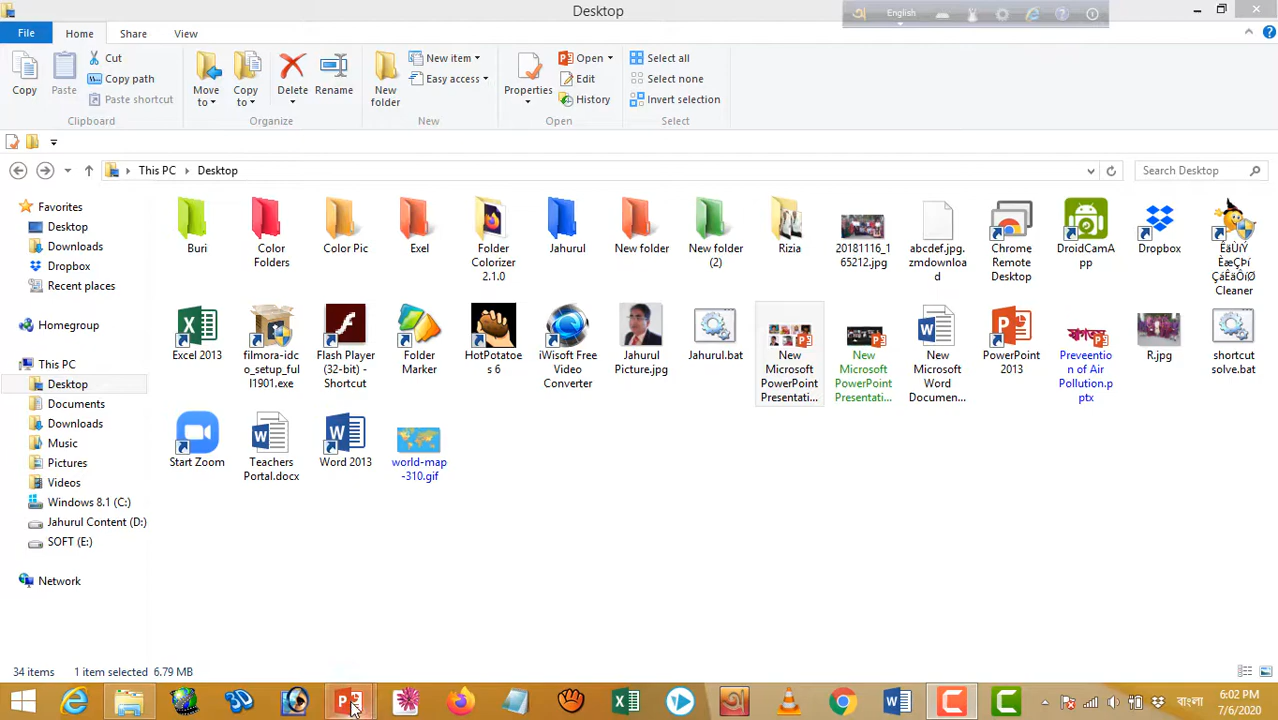 Desktop
English
File Home Share View
Copy Paste Cut Copy path Paste shortcut Move to Copy to Delete Rename New folder New item Easy access Properties Open Edit History Select all Select none Invert selection
Clipboard Organize New Open Select
This PC Desktop Search Desktop
Favorites
Desktop
Downloads
Dropbox
Recent places
Homegroup
This PC
Desktop
Documents
Downloads
Music
Pictures
Videos
Windows 8.1 (C:)
Jahurul Content (D:)
SOFT (E:)
Network
Buri
Color Folders
Color Pic
Exel
Folder Colorizer 2.1.0
Jahurul
New folder
New folder (2)
Rizia
20181116_165212.jpg
abcdef.jpg.zmdownload
Chrome Remote Desktop
DroidCamApp
Dropbox
ÊäÙíÝ ÈæÇÞí ÇáÊäÕíÖ Cleaner
Excel 2013
filmora-idco_setup_full1901.exe
Flash Player (32-bit) - Shortcut
Folder Marker
HotPotatoes 6
iWisoft Free Video Converter
Jahurul Picture.jpg
Jahurul.bat
New Microsoft PowerPoint Presentati...
New Microsoft PowerPoint Presentati...
New Microsoft Word Documen...
PowerPoint 2013
স্বাগতম
Preveention of Air Pollution.pptx
R.jpg
shortcut solve.bat
Start Zoom
Teachers Portal.docx
Word 2013
world-map-310.gif
34 items 1 item selected 6.79 MB
বাংলা
6:02 PM
7/6/2020